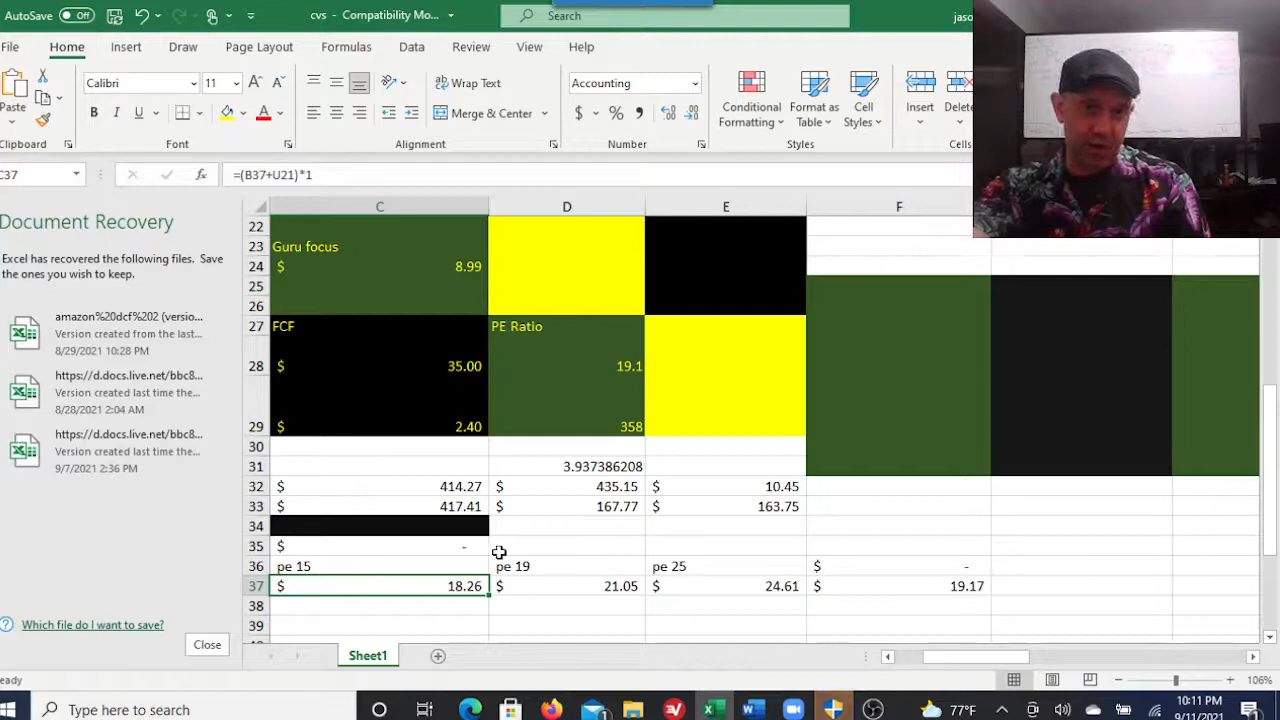 AutoSave Off cvs - Compatibility Mo... Search jaso
File Home Insert Draw Page Layout Formulas Data Review View Help
Calibri 11 Wrap Text Accounting
Paste B I U Merge & Center $ % Conditional Formatting Format as Table Cell Styles Insert Delete
Font Alignment Number Styles Cells
C37 fx =(B37+U21)*1
Document Recovery
Excel has recovered the following files. Save
the ones you wish to keep.
amazon%20dcf%202 (versio...
Version created from the last...
8/29/2021 10:28 PM
https://d.docs.live.net/bbc8...
Version created last time the...
8/28/2021 2:04 AM
https://d.docs.live.net/bbc8...
Version created last time the...
9/7/2021 2:36 PM
Which file do I want to save?
Close
C D E F
22
23 Guru focus
24 $ 8.99
25
26
27 FCF PE Ratio
28 $ 35.00 19.1
29 $ 2.40 358
30
31 3.937386208
32 $ 414.27 $ 435.15 $ 10.45
33 $ 417.41 $ 167.77 $ 163.75
34
35 $ -
36 pe 15 pe 19 pe 25 $ -
37 $ 18.26 $ 21.05 $ 24.61 $ 19.17
38
39
Sheet1
Ready 106%
Type here to search 77°F 10:11 PM
9/11/2021